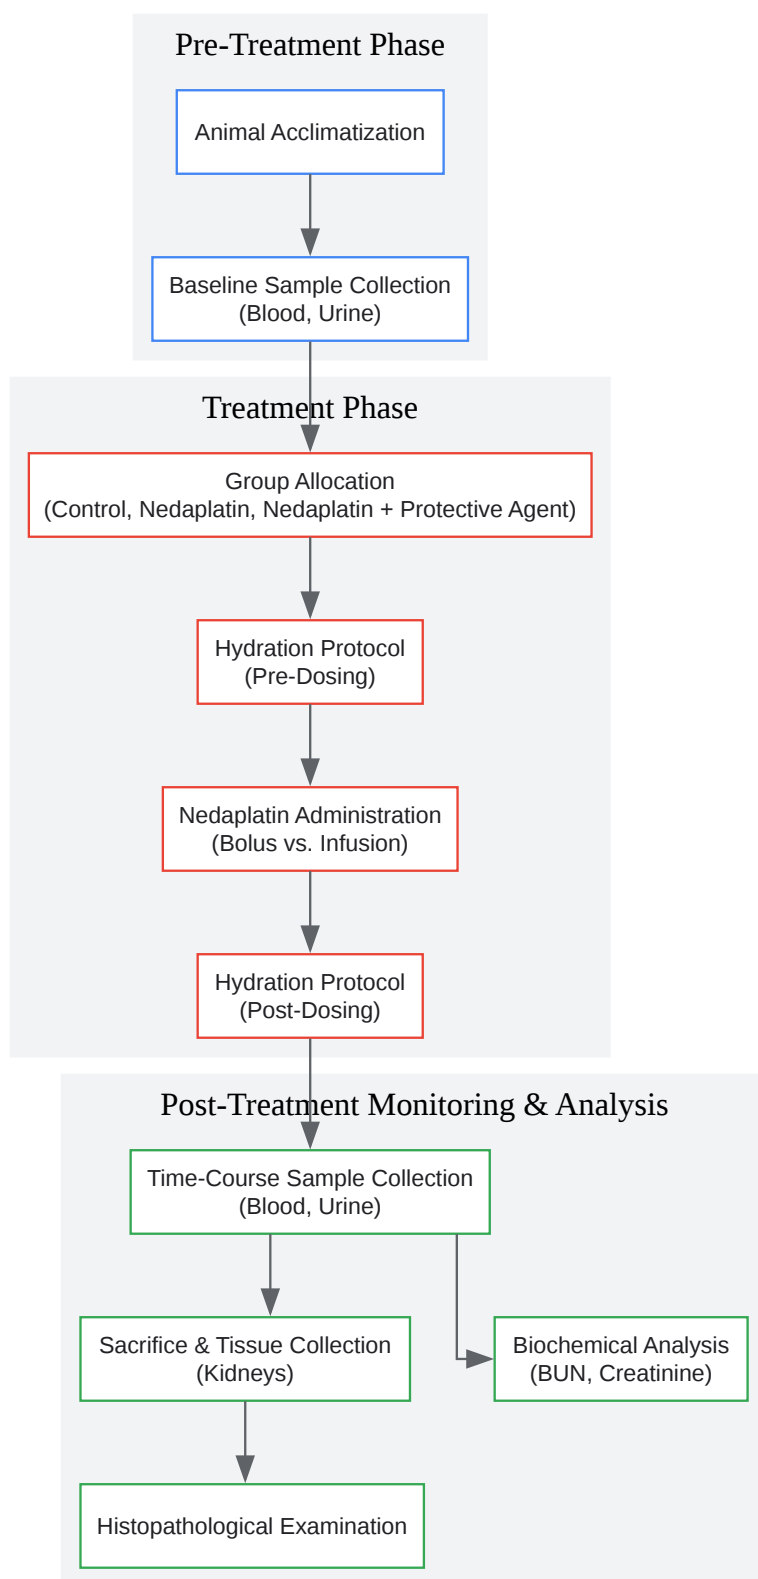 Pre-Treatment Phase
Animal Acclimatization
Baseline Sample Collection
(Blood, Urine)
Treatment Phase
Group Allocation
(Control, Nedaplatin, Nedaplatin + Protective Agent)
Hydration Protocol
(Pre-Dosing)
Nedaplatin Administration
(Bolus vs. Infusion)
Hydration Protocol
(Post-Dosing)
Post-Treatment Monitoring & Analysis
Time-Course Sample Collection
(Blood, Urine)
Sacrifice & Tissue Collection
(Kidneys)
Biochemical Analysis
(BUN, Creatinine)
Histopathological Examination